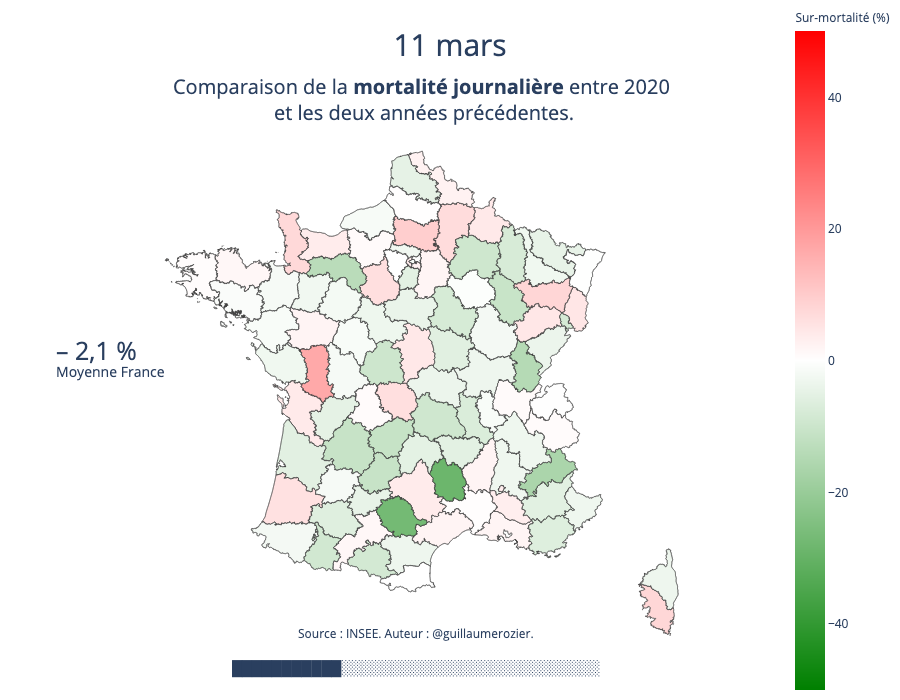 Sur-mortalité (%)
11 mars
Comparaison de la mortalité journalière entre 2020
et les deux années précédentes.
40
20
0
−20
−40
– 2,1 %
Moyenne France
Source : INSEE. Auteur : @guillaumerozier.